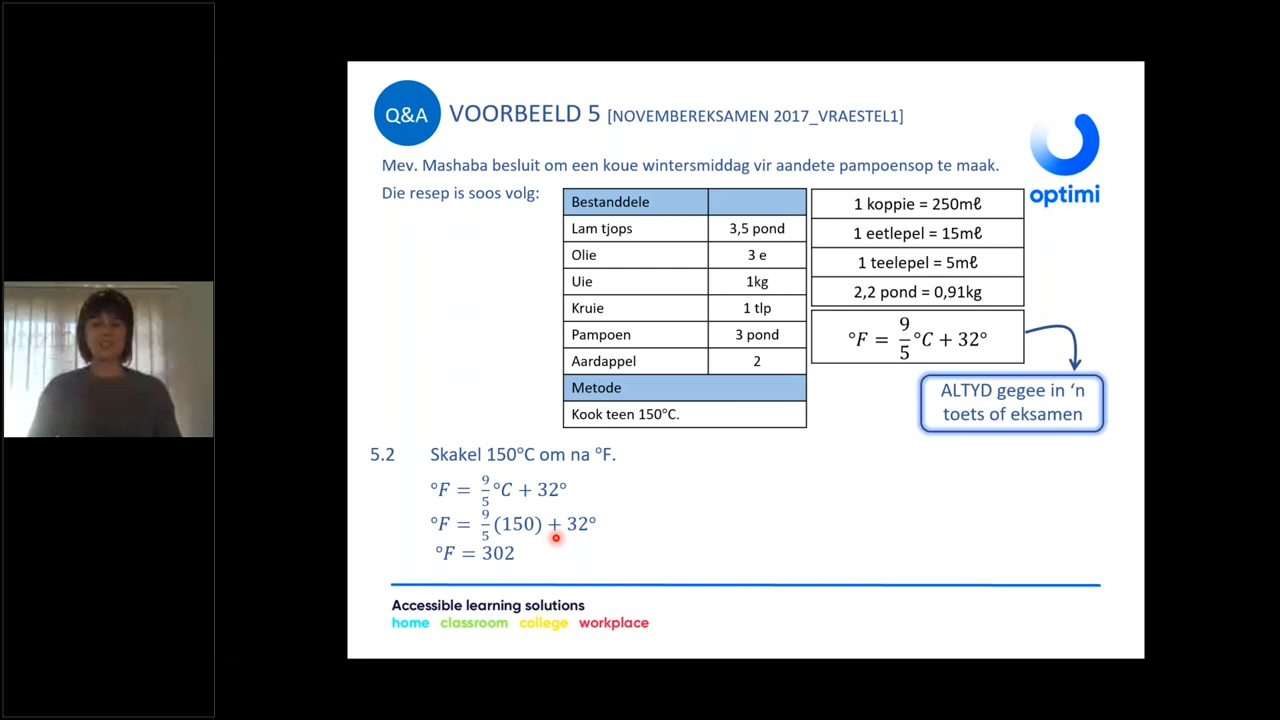 Q&A
VOORBEELD 5 [NOVEMBEREKSAMEN 2017_VRAESTEL1]
optimi
Mev. Mashaba besluit om een koue wintersmiddag vir aandete pampoensop te maak.
Die resep is soos volg:
Bestanddele
Lam tjops 3,5 pond
Olie 3 e
Uie 1kg
Kruie 1 tlp
Pampoen 3 pond
Aardappel 2
Metode
Kook teen 150°C.
1 koppie = 250mℓ
1 eetlepel = 15mℓ
1 teelepel = 5mℓ
2,2 pond = 0,91kg
°F = 9/5 °C + 32°
ALTYD gegee in ‘n
toets of eksamen
5.2 Skakel 150°C om na °F.
°F = 9/5 °C + 32°
°F = 9/5 (150) + 32°
°F = 302
Accessible learning solutions
home classroom college workplace